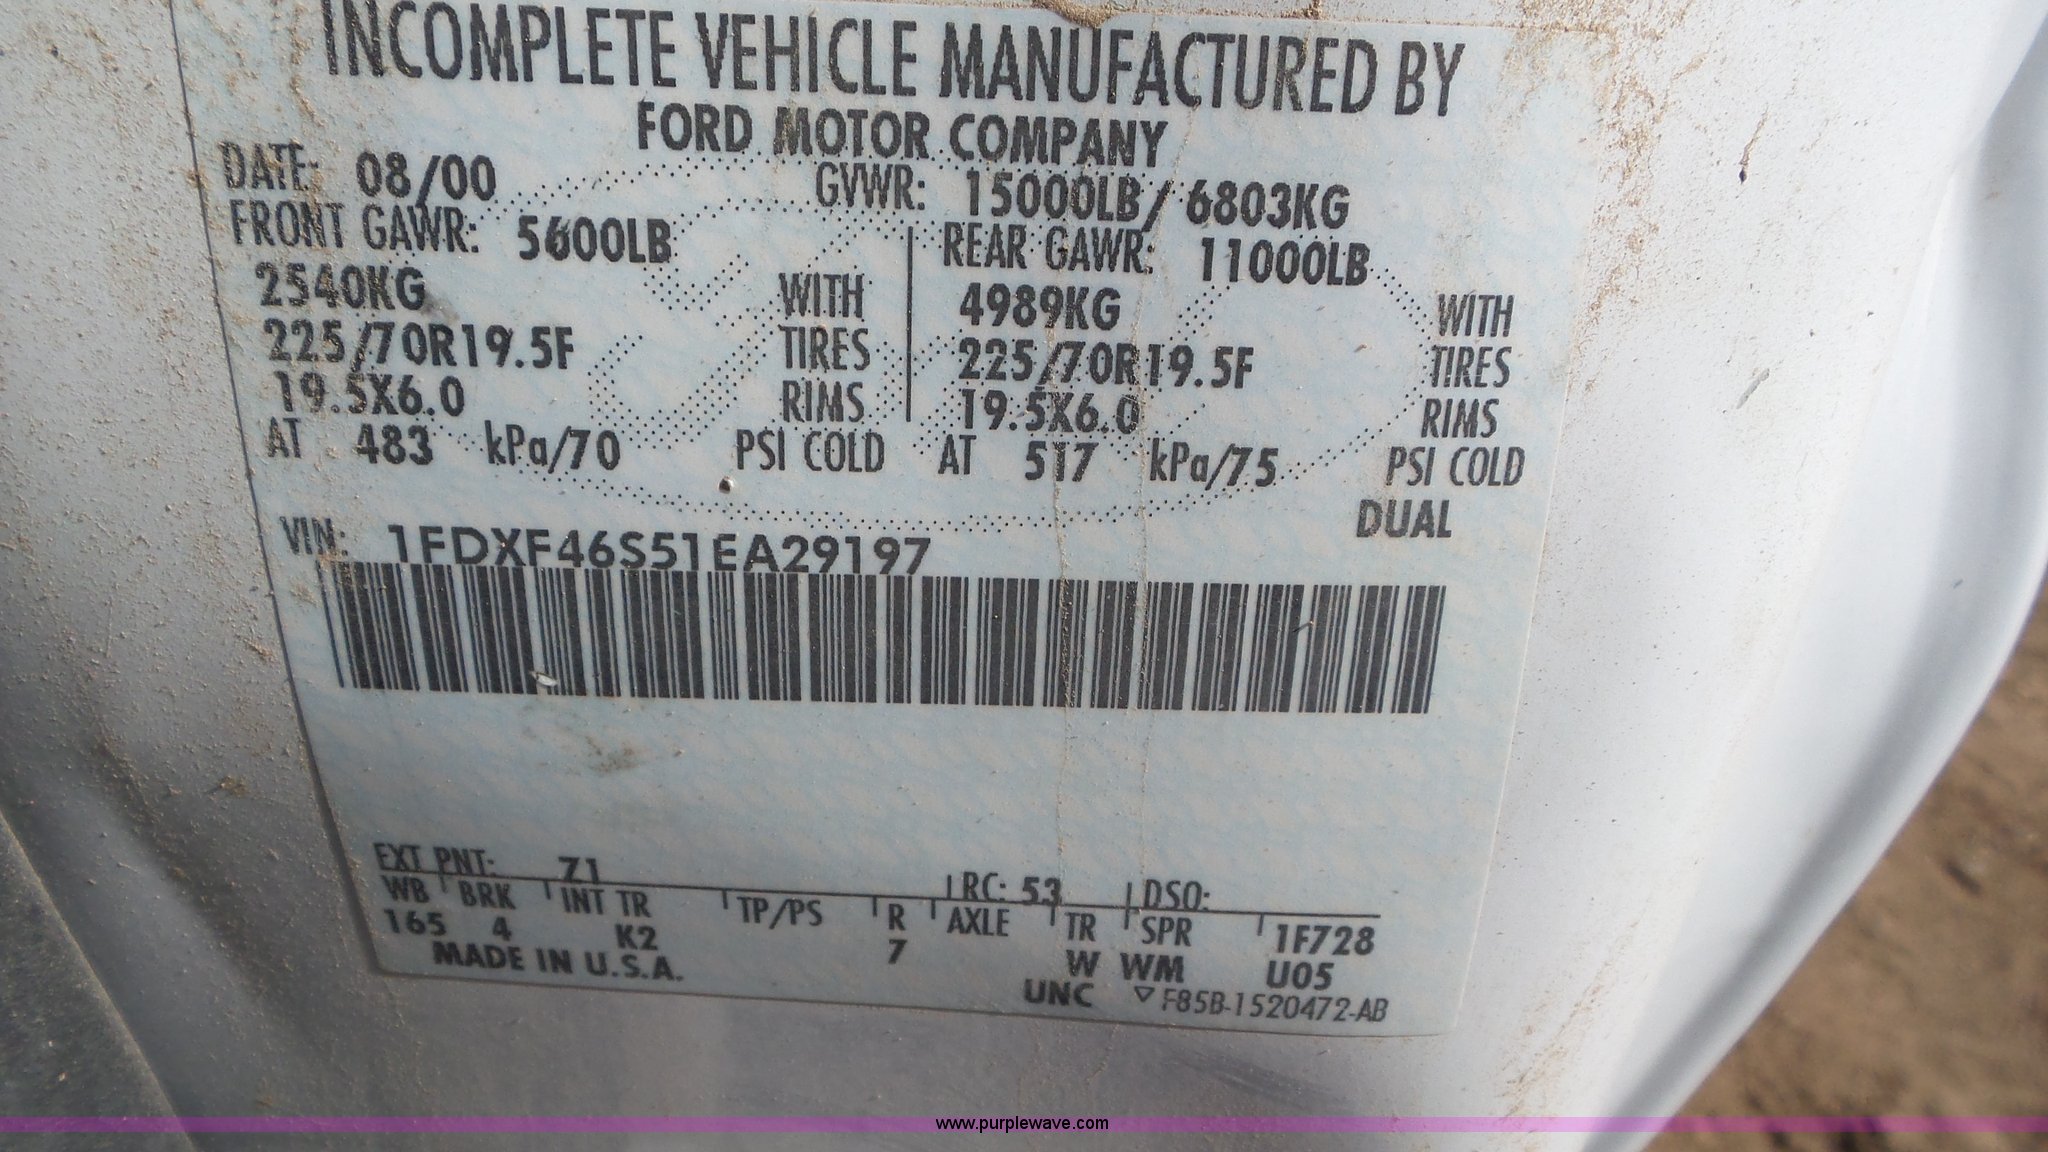 INCOMPLETE VEHICLE MANUFACTURED BY
FORD MOTOR COMPANY
DATE: 08/00 GVWR: 15000LB/ 6803KG
FRONT GAWR: 5600LB REAR GAWR: 11000LB
2540KG WITH 4989KG WITH
225/70R19.5F TIRES 225/70R19.5F TIRES
19.5X6.0 RIMS 19.5X6.0 RIMS
AT 483 kPa/70 PSI COLD AT 517 kPa/75 PSI COLD
DUAL
VIN: 1FDXF46S51EA29197
EXT PNT: Z1 RC: 53 DSO:
WB BRK INT TR TP/PS R AXLE TR SPR 1F728
165 4 K2 7 W WM U05
MADE IN U.S.A. UNC F85B-1520472-AB
www.purplewave.com